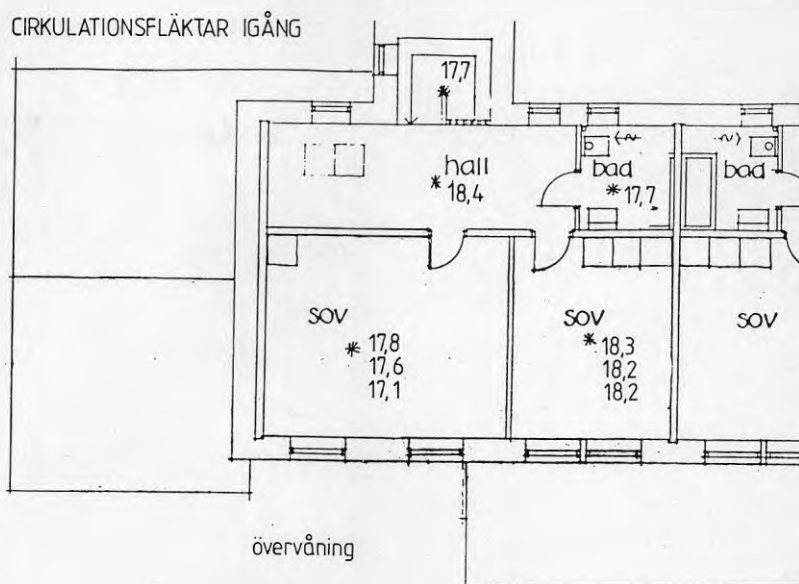 CIRKULATIONSFLÄKTAR IGÅNG
17,7
hall
18,4
bad
17,7
bad
sov
17,8
17,6
17,1
sov
18,3
18,2
18,2
sov
övervåning